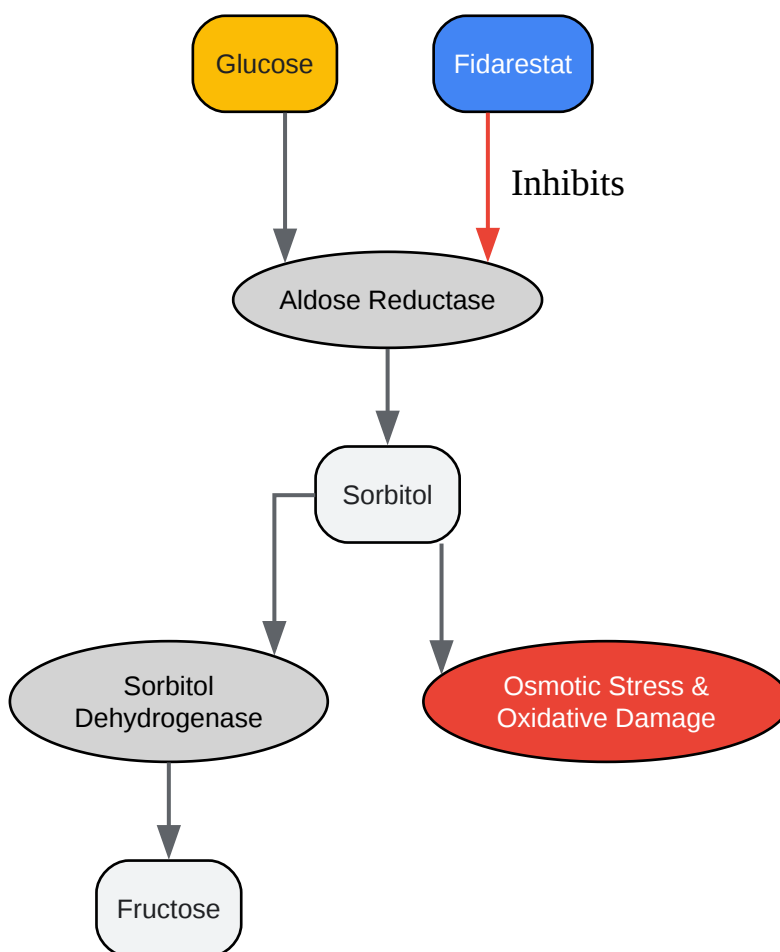 Glucose
Fidarestat
Inhibits
Aldose Reductase
Sorbitol
Sorbitol
Dehydrogenase
Osmotic Stress &
Oxidative Damage
Fructose